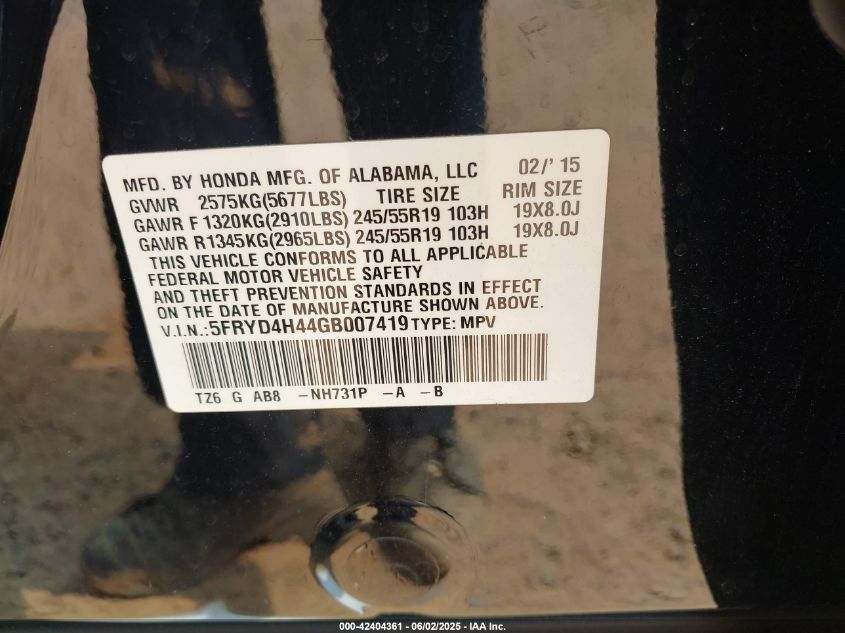 MFD. BY HONDA MFG. OF ALABAMA, LLC 02/' 15
GVWR 2575KG(5677LBS) TIRE SIZE RIM SIZE
GAWR F 1320KG(2910LBS) 245/55R19 103H 19X8.0J
GAWR R1345KG(2965LBS) 245/55R19 103H 19X8.0J
THIS VEHICLE CONFORMS TO ALL APPLICABLE
FEDERAL MOTOR VEHICLE SAFETY
AND THEFT PREVENTION STANDARDS IN EFFECT
ON THE DATE OF MANUFACTURE SHOWN ABOVE.
V.I.N.:5FRYD4H44GB007419 TYPE: MPV
TZ6 G AB8 -NH731P -A -B
000-42404361 - 06/02/2025 - IAA Inc.